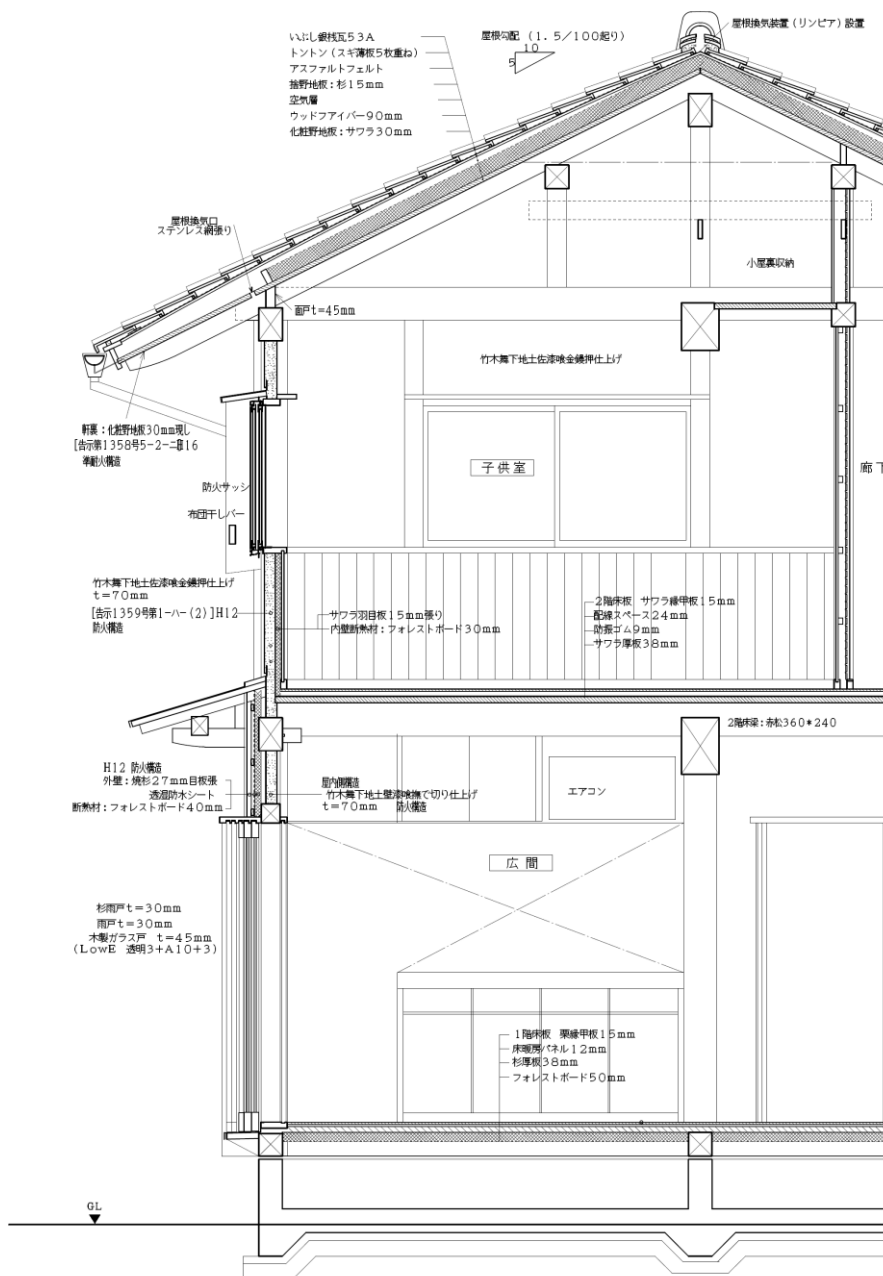 いぶし銀桟瓦53A
トントン(スギ薄板5枚重ね)
アスファルトフェルト
捨野地板:杉15mm
空気層
ウッドファイバー90mm
化粧野地板:サワラ30mm
屋根勾配 (1.5/100起り)
10
5
屋根換気装置(リンピア)設置
屋根換気口
ステンレス網張り
面戸t=45mm
小屋裏収納
竹木舞下地土佐漆喰金鏝押仕上げ
子供室
廊下
軒裏:化粧野地板30mm現し
[告示第1358号5-2-ニ
16
準耐火構造
防火サッシ
布団干しバー
竹木舞下地土佐漆喰金鏝押仕上げ
t=70mm
[告示1359号第1-ハ-(2)]H12
防火構造
サワラ羽目板15mm張り
内壁断熱材:フォレストボード30mm
2階床板 サワラ縁甲板15mm
配線スペース24mm
防振ゴム9mm
サワラ厚板38mm
2階床梁:赤松360*240
H12 防火構造
外壁:焼杉27mm目板張
透湿防水シート
断熱材:フォレストボード40mm
屋内側構造
竹木舞下地土壁漆喰撫で切り仕上げ
t=70mm 防火構造
エアコン
広間
杉雨戸t=30mm
雨戸t=30mm
木製ガラス戸 t=45mm
(LowE 透明3+A10+3)
1階床板 栗縁甲板15mm
床暖房パネル12mm
杉厚板38mm
フォレストボード50mm
GL